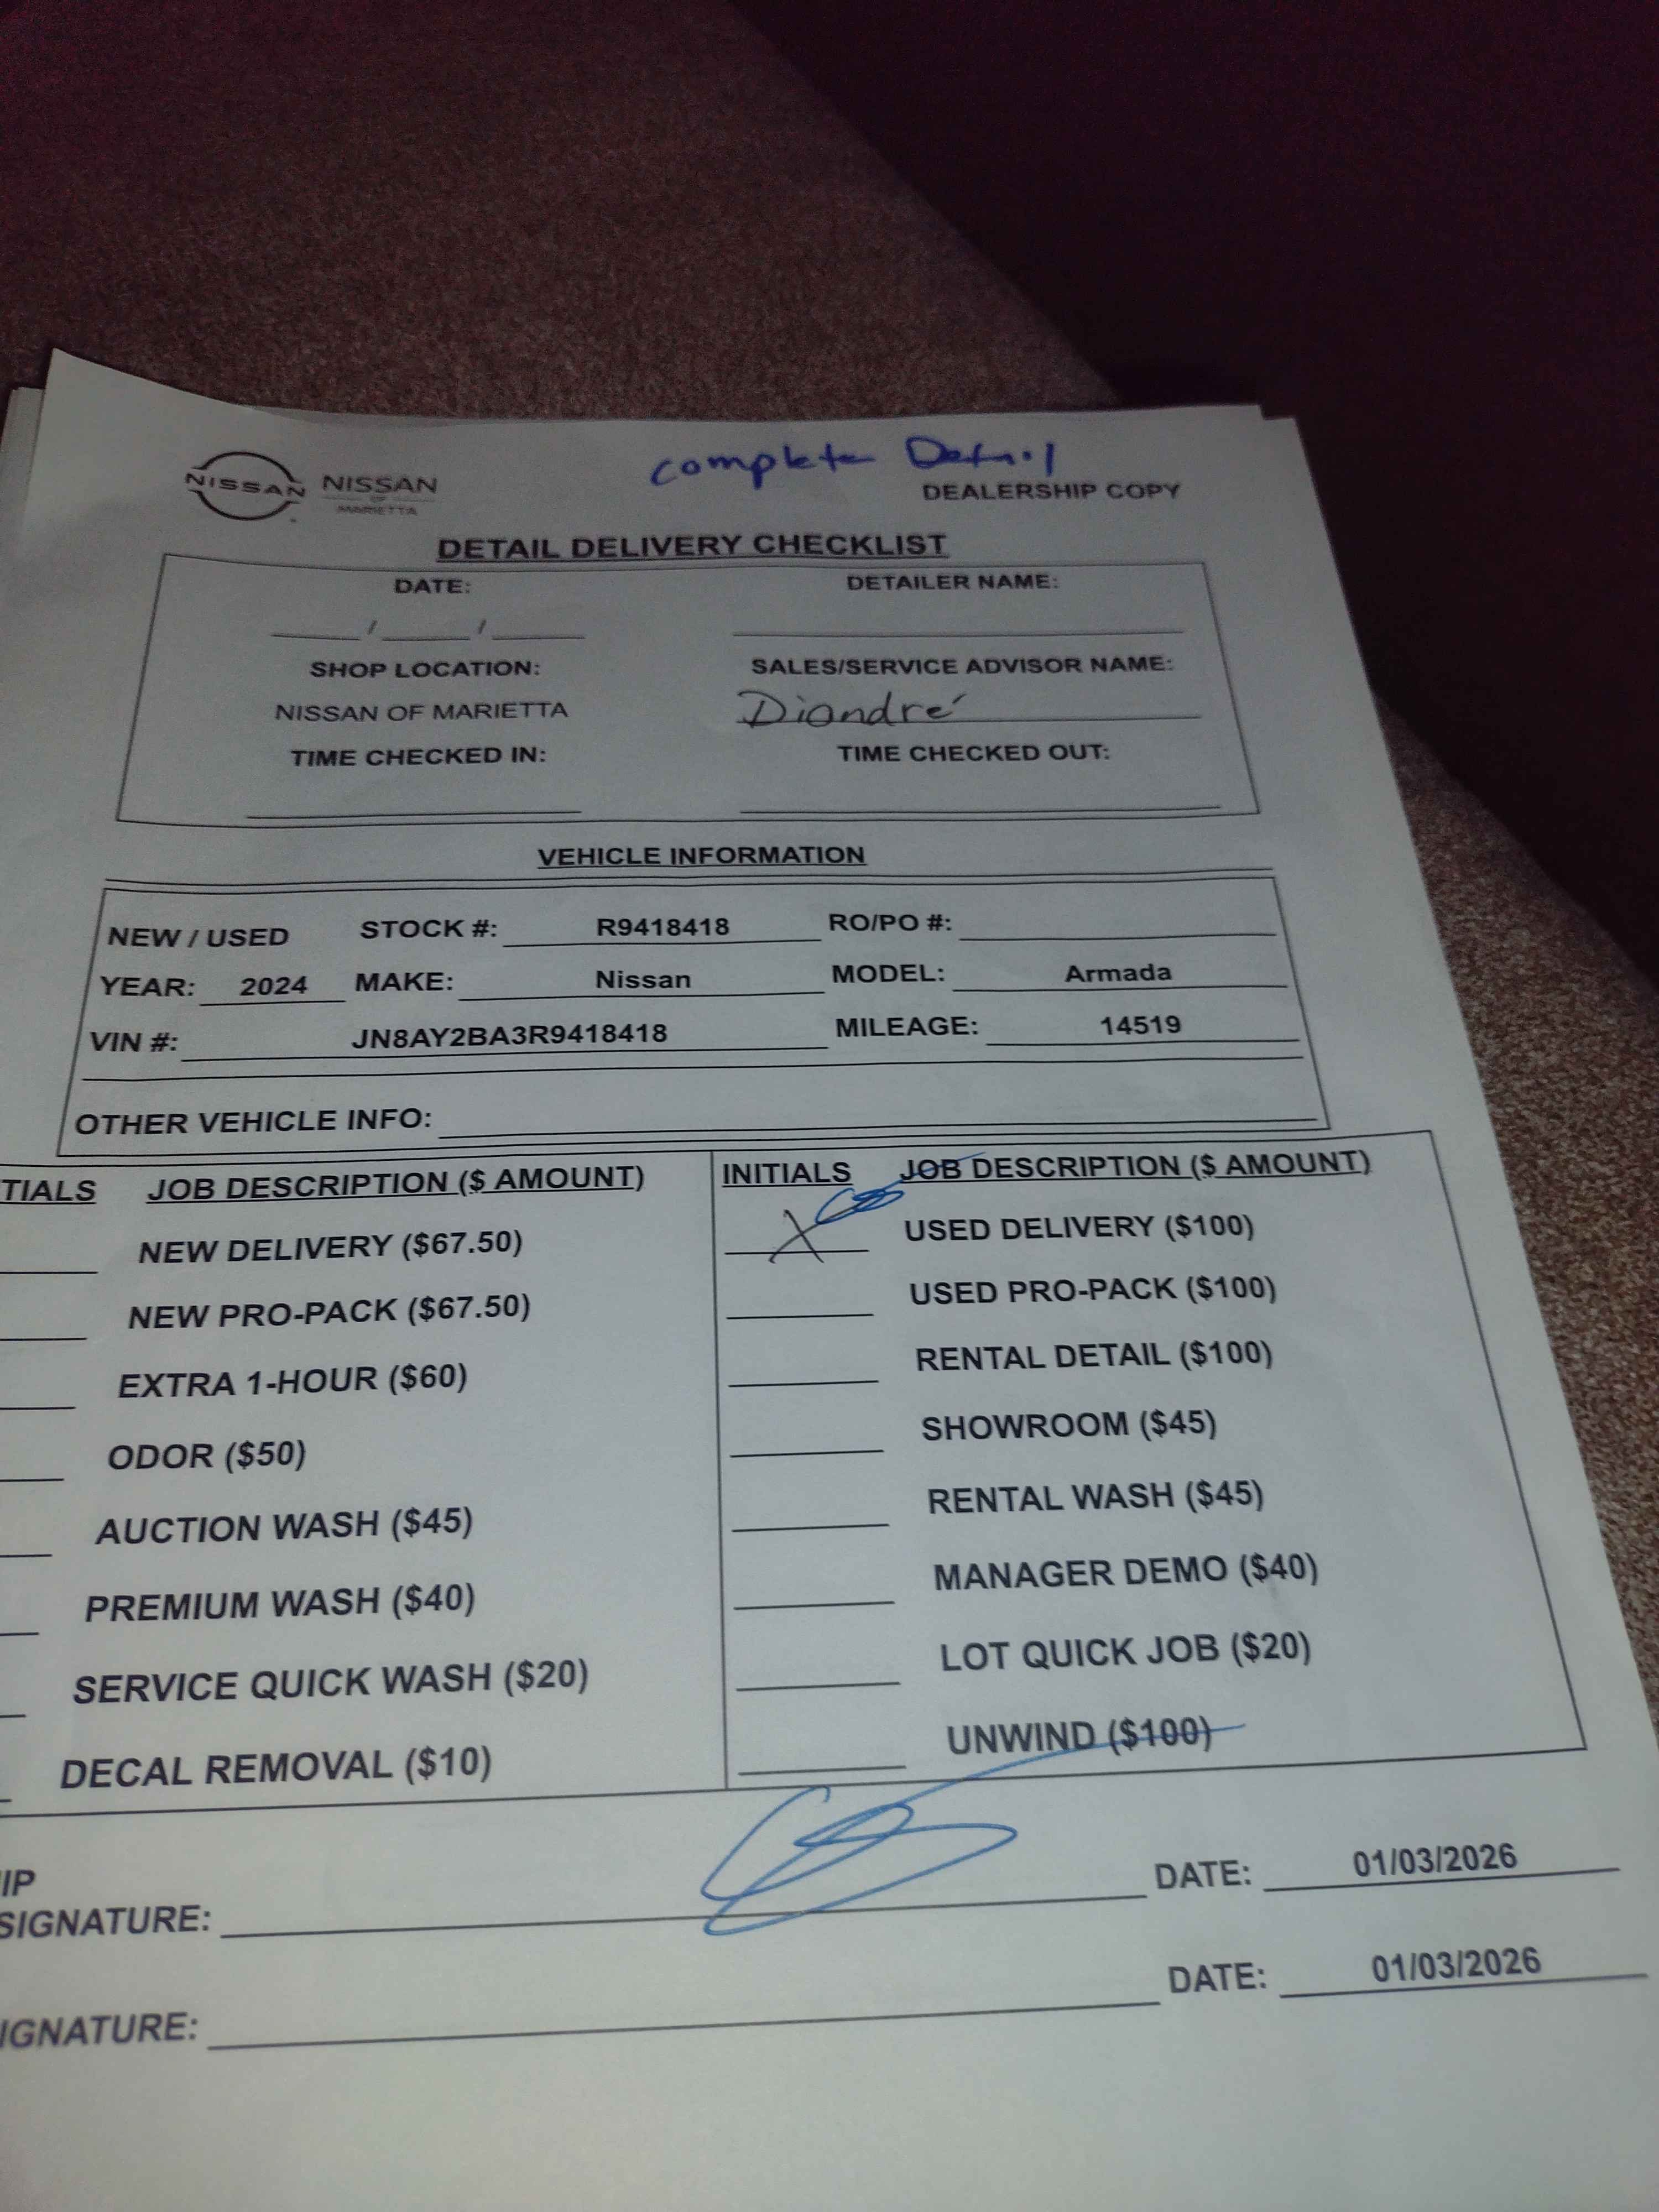 complete Detail
NISSAN NISSAN
OF
MARIETTA
DEALERSHIP COPY
DETAIL DELIVERY CHECKLIST
DATE: DETAILER NAME:
/ /
SHOP LOCATION: SALES/SERVICE ADVISOR NAME:
NISSAN OF MARIETTA Diandré
TIME CHECKED IN: TIME CHECKED OUT:
VEHICLE INFORMATION
NEW / USED STOCK #: R9418418 RO/PO #:
YEAR: 2024 MAKE: Nissan MODEL: Armada
VIN #: JN8AY2BA3R9418418 MILEAGE: 14519
OTHER VEHICLE INFO:
TIALS JOB DESCRIPTION ($ AMOUNT) INITIALS JOB DESCRIPTION ($ AMOUNT)
NEW DELIVERY ($67.50) X USED DELIVERY ($100)
NEW PRO-PACK ($67.50) USED PRO-PACK ($100)
EXTRA 1-HOUR ($60) RENTAL DETAIL ($100)
ODOR ($50) SHOWROOM ($45)
AUCTION WASH ($45) RENTAL WASH ($45)
PREMIUM WASH ($40) MANAGER DEMO ($40)
SERVICE QUICK WASH ($20) LOT QUICK JOB ($20)
DECAL REMOVAL ($10) UNWIND ($100)
IP
SIGNATURE: DATE: 01/03/2026
IGNATURE: DATE: 01/03/2026